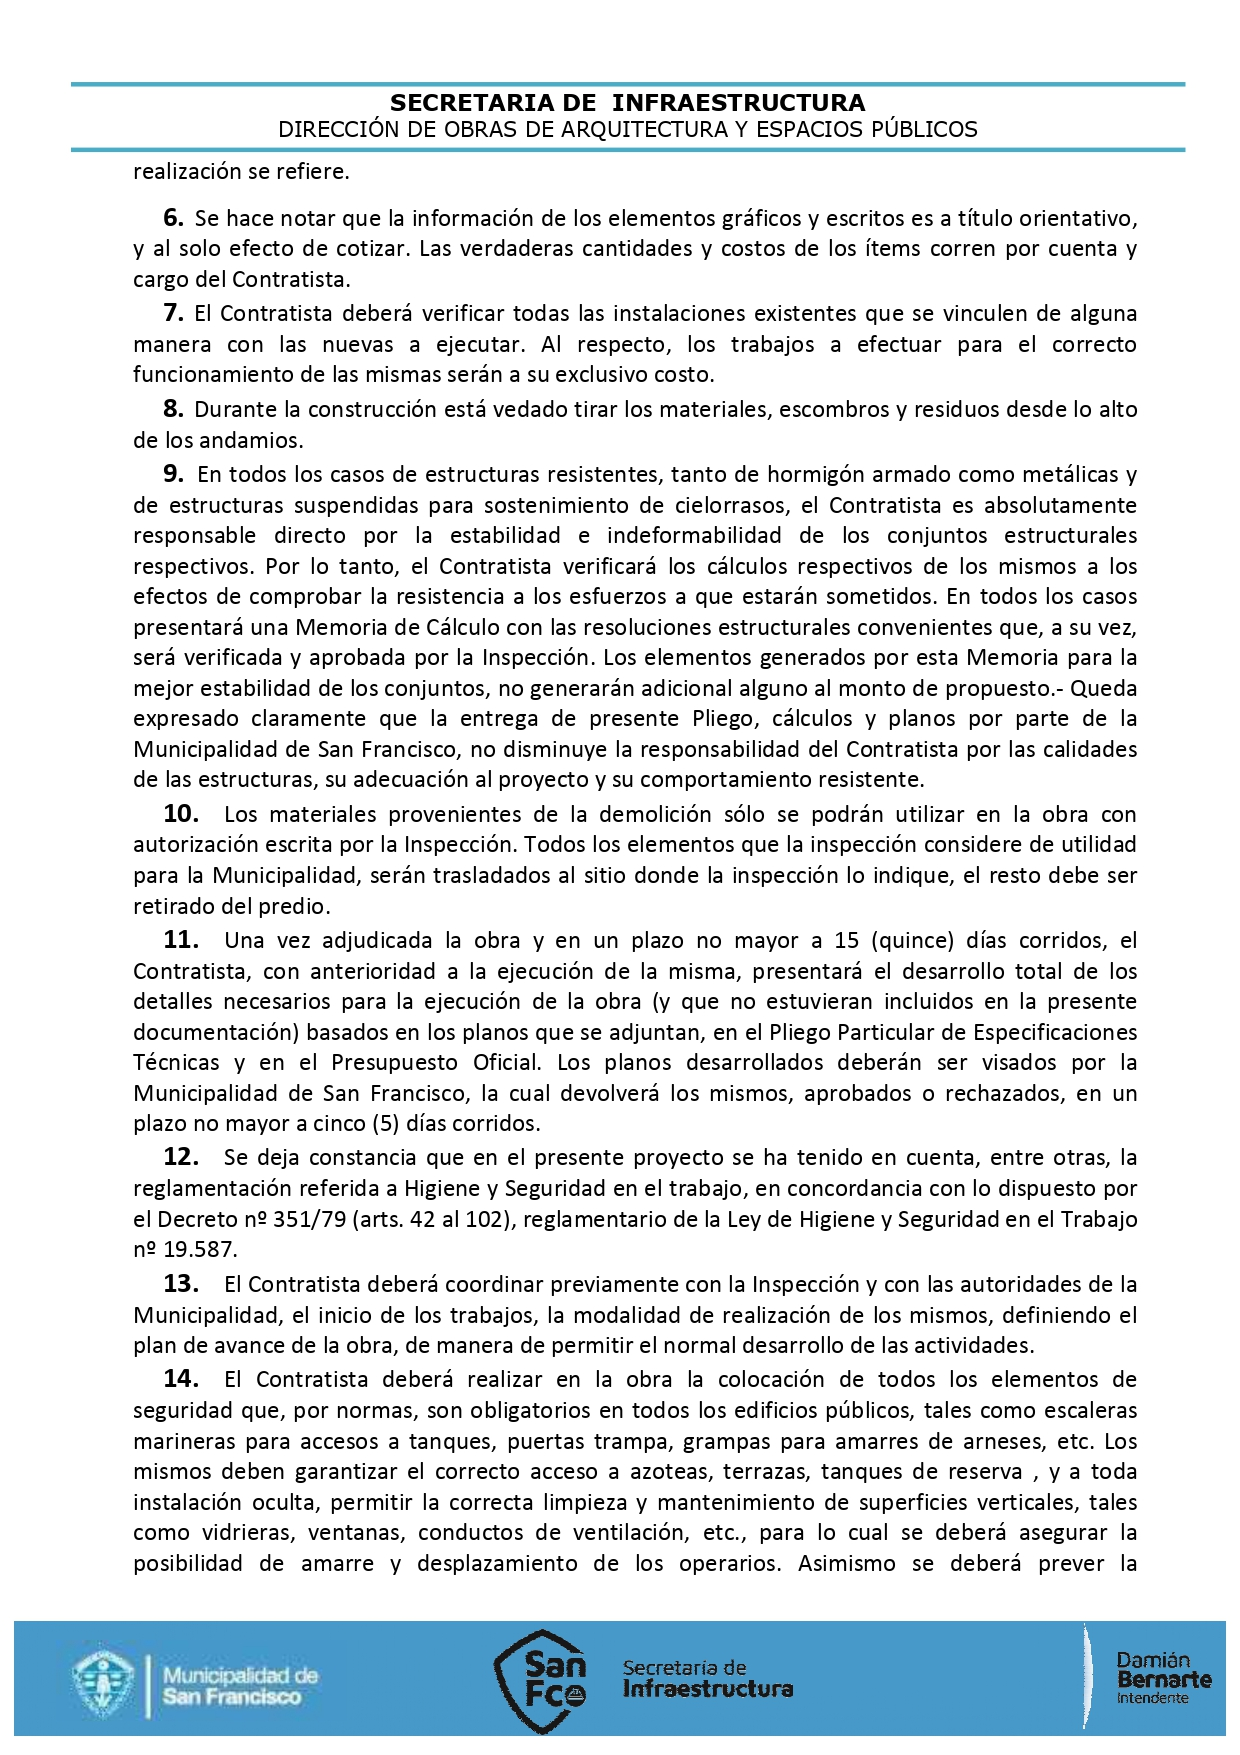 SECRETARIA DE INFRAESTRUCTURA
DIRECCIÓN DE OBRAS DE ARQUITECTURA Y ESPACIOS PÚBLICOS
realización se refiere.
6. Se hace notar que la información de los elementos gráficos y escritos es a título orientativo,
y al solo efecto de cotizar. Las verdaderas cantidades y costos de los ítems corren por cuenta y
cargo del Contratista.
7. El Contratista deberá verificar todas las instalaciones existentes que se vinculen de alguna
manera con las nuevas a ejecutar. Al respecto, los trabajos a efectuar para el correcto
funcionamiento de las mismas serán a su exclusivo costo.
8. Durante la construcción está vedado tirar los materiales, escombros y residuos desde lo alto
de los andamios.
9. En todos los casos de estructuras resistentes, tanto de hormigón armado como metálicas y
de estructuras suspendidas para sostenimiento de cielorrasos, el Contratista es absolutamente
responsable directo por la estabilidad e indeformabilidad de los conjuntos estructurales
respectivos. Por lo tanto, el Contratista verificará los cálculos respectivos de los mismos a los
efectos de comprobar la resistencia a los esfuerzos a que estarán sometidos. En todos los casos
presentará una Memoria de Cálculo con las resoluciones estructurales convenientes que, a su vez,
será verificada y aprobada por la Inspección. Los elementos generados por esta Memoria para la
mejor estabilidad de los conjuntos, no generarán adicional alguno al monto de propuesto.- Queda
expresado claramente que la entrega de presente Pliego, cálculos y planos por parte de la
Municipalidad de San Francisco, no disminuye la responsabilidad del Contratista por las calidades
de las estructuras, su adecuación al proyecto y su comportamiento resistente.
10. Los materiales provenientes de la demolición sólo se podrán utilizar en la obra con
autorización escrita por la Inspección. Todos los elementos que la inspección considere de utilidad
para la Municipalidad, serán trasladados al sitio donde la inspección lo indique, el resto debe ser
retirado del predio.
11. Una vez adjudicada la obra y en un plazo no mayor a 15 (quince) días corridos, el
Contratista, con anterioridad a la ejecución de la misma, presentará el desarrollo total de los
detalles necesarios para la ejecución de la obra (y que no estuvieran incluidos en la presente
documentación) basados en los planos que se adjuntan, en el Pliego Particular de Especificaciones
Técnicas y en el Presupuesto Oficial. Los planos desarrollados deberán ser visados por la
Municipalidad de San Francisco, la cual devolverá los mismos, aprobados o rechazados, en un
plazo no mayor a cinco (5) días corridos.
12. Se deja constancia que en el presente proyecto se ha tenido en cuenta, entre otras, la
reglamentación referida a Higiene y Seguridad en el trabajo, en concordancia con lo dispuesto por
el Decreto nº 351/79 (arts. 42 al 102), reglamentario de la Ley de Higiene y Seguridad en el Trabajo
nº 19.587.
13. El Contratista deberá coordinar previamente con la Inspección y con las autoridades de la
Municipalidad, el inicio de los trabajos, la modalidad de realización de los mismos, definiendo el
plan de avance de la obra, de manera de permitir el normal desarrollo de las actividades.
14. El Contratista deberá realizar en la obra la colocación de todos los elementos de
seguridad que, por normas, son obligatorios en todos los edificios públicos, tales como escaleras
marineras para accesos a tanques, puertas trampa, grampas para amarres de arneses, etc. Los
mismos deben garantizar el correcto acceso a azoteas, terrazas, tanques de reserva , y a toda
instalación oculta, permitir la correcta limpieza y mantenimiento de superficies verticales, tales
como vidrieras, ventanas, conductos de ventilación, etc., para lo cual se deberá asegurar la
posibilidad de amarre y desplazamiento de los operarios. Asimismo se deberá prever la
Municipalidad de
San Francisco
San
Fco
Secretaría de
Infraestructura
Damián
Bernarte
Intendente